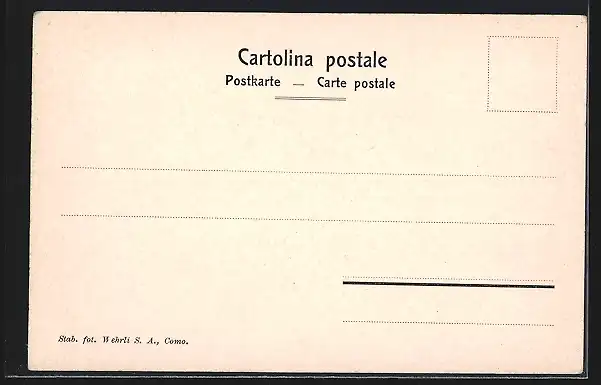 Cartolina postale
Postkarte — Carte postale
Stab. fot. Wehrli S. A., Como.